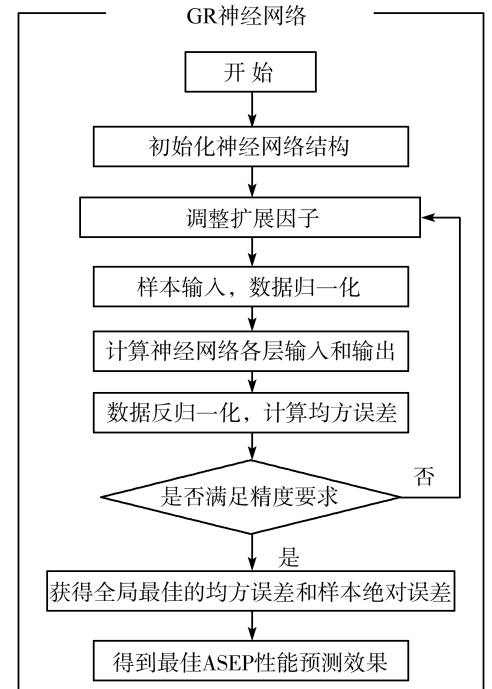 GR神经网络
开 始
初始化神经网络结构
调整扩展因子
样本输入，数据归一化
计算神经网络各层输入和输出
数据反归一化，计算均方误差
是否满足精度要求
否
是
获得全局最佳的均方误差和样本绝对误差
得到最佳ASEP性能预测效果